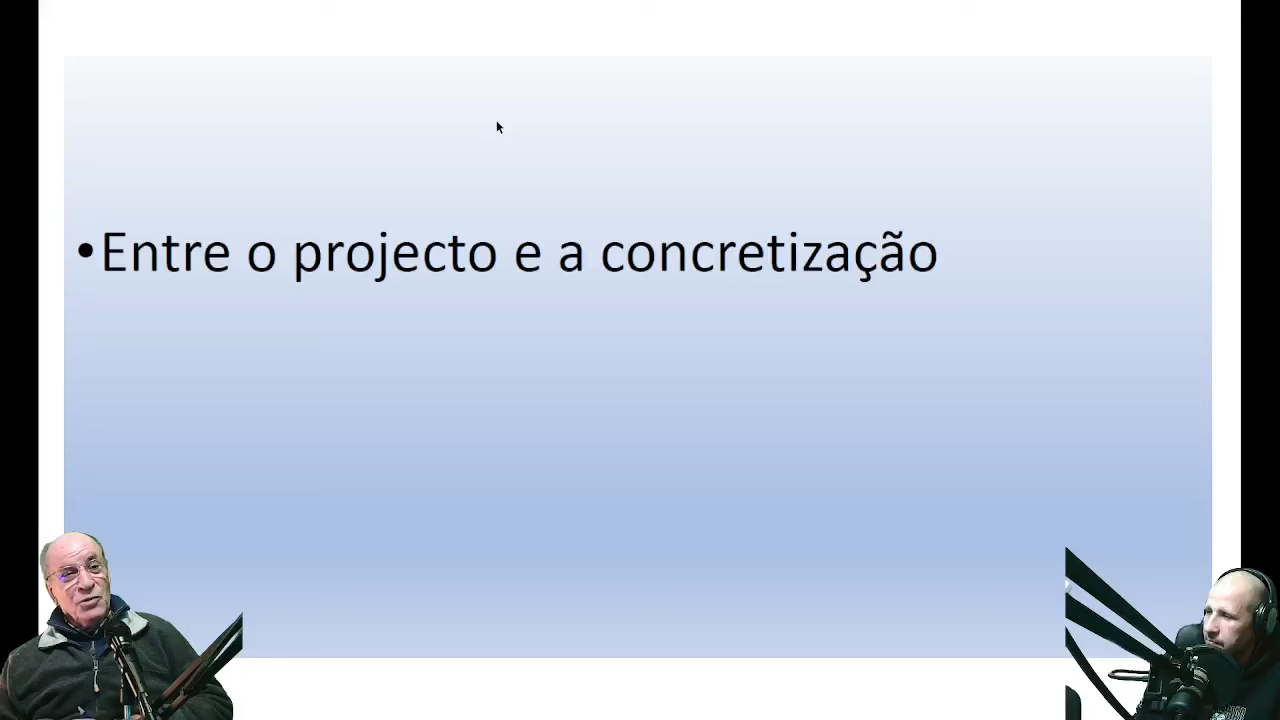 •Entre o projecto e a concretização